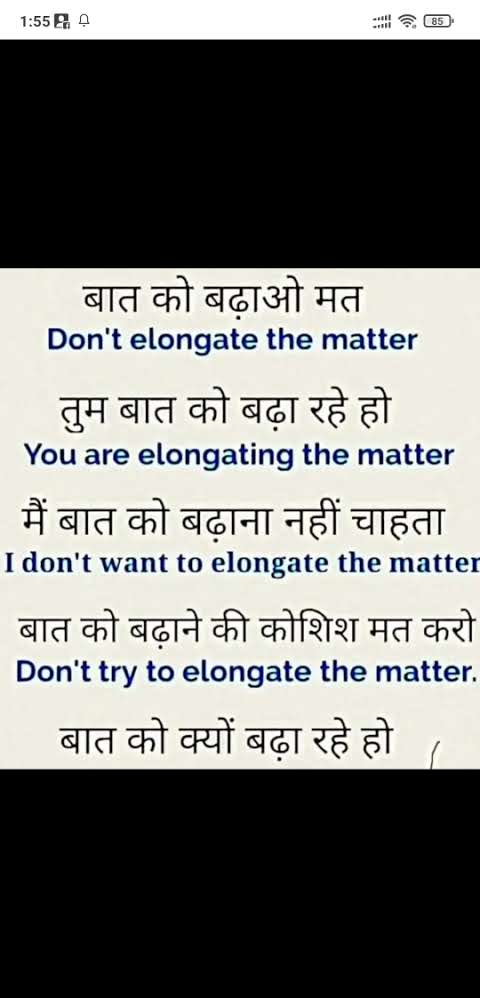 1:55
85
बात को बढ़ाओ मत
Don't elongate the matter
तुम बात को बढ़ा रहे हो
You are elongating the matter
मैं बात को बढ़ाना नहीं चाहता
I don't want to elongate the matter
बात को बढ़ाने की कोशिश मत करो
Don't try to elongate the matter.
बात को क्यों बढ़ा रहे हो